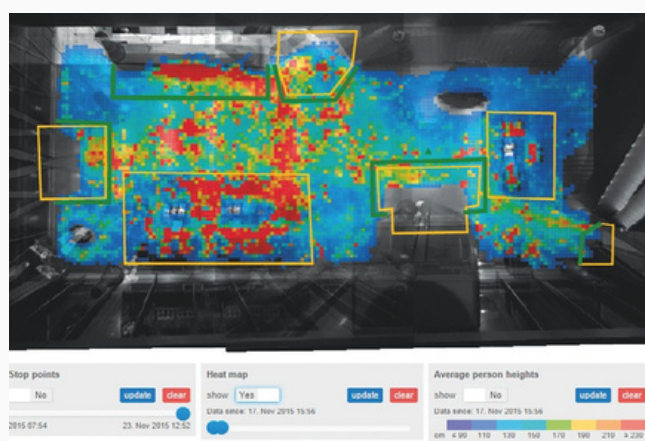 Stop points
No
update
clear
2015 07:54
23. Nov 2015 12:52
Heat map
show
Yes
update
clear
Data since: 17. Nov 2015 15:56
Average person heights
show
No
update
clear
Data since: 17. Nov 2015 15:56
cm < 90 110 130 150 170 190 210 ≥ 230